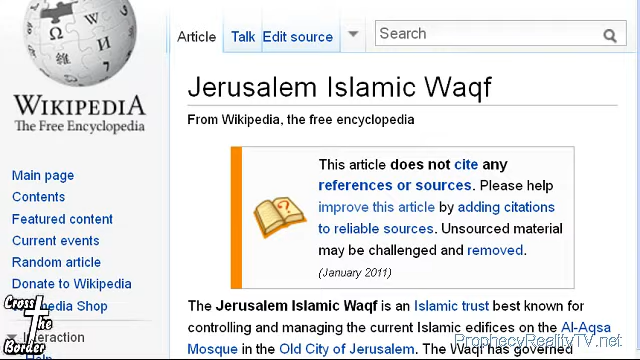 WIKIPEDIA
The Free Encyclopedia
Main page
Contents
Featured content
Current events
Random article
Donate to Wikipedia
pedia Shop
Interaction
Help
Cross
The
Border
Article Talk Edit source
Search
Jerusalem Islamic Waqf
From Wikipedia, the free encyclopedia
This article does not cite any
references or sources. Please help
improve this article by adding citations
to reliable sources. Unsourced material
may be challenged and removed.
(January 2011)
The Jerusalem Islamic Waqf is an Islamic trust best known for
controlling and managing the current Islamic edifices on the Al-Aqsa
Mosque in the Old City of Jerusalem. The Waqf has governed
ProphecyRealityTV.net